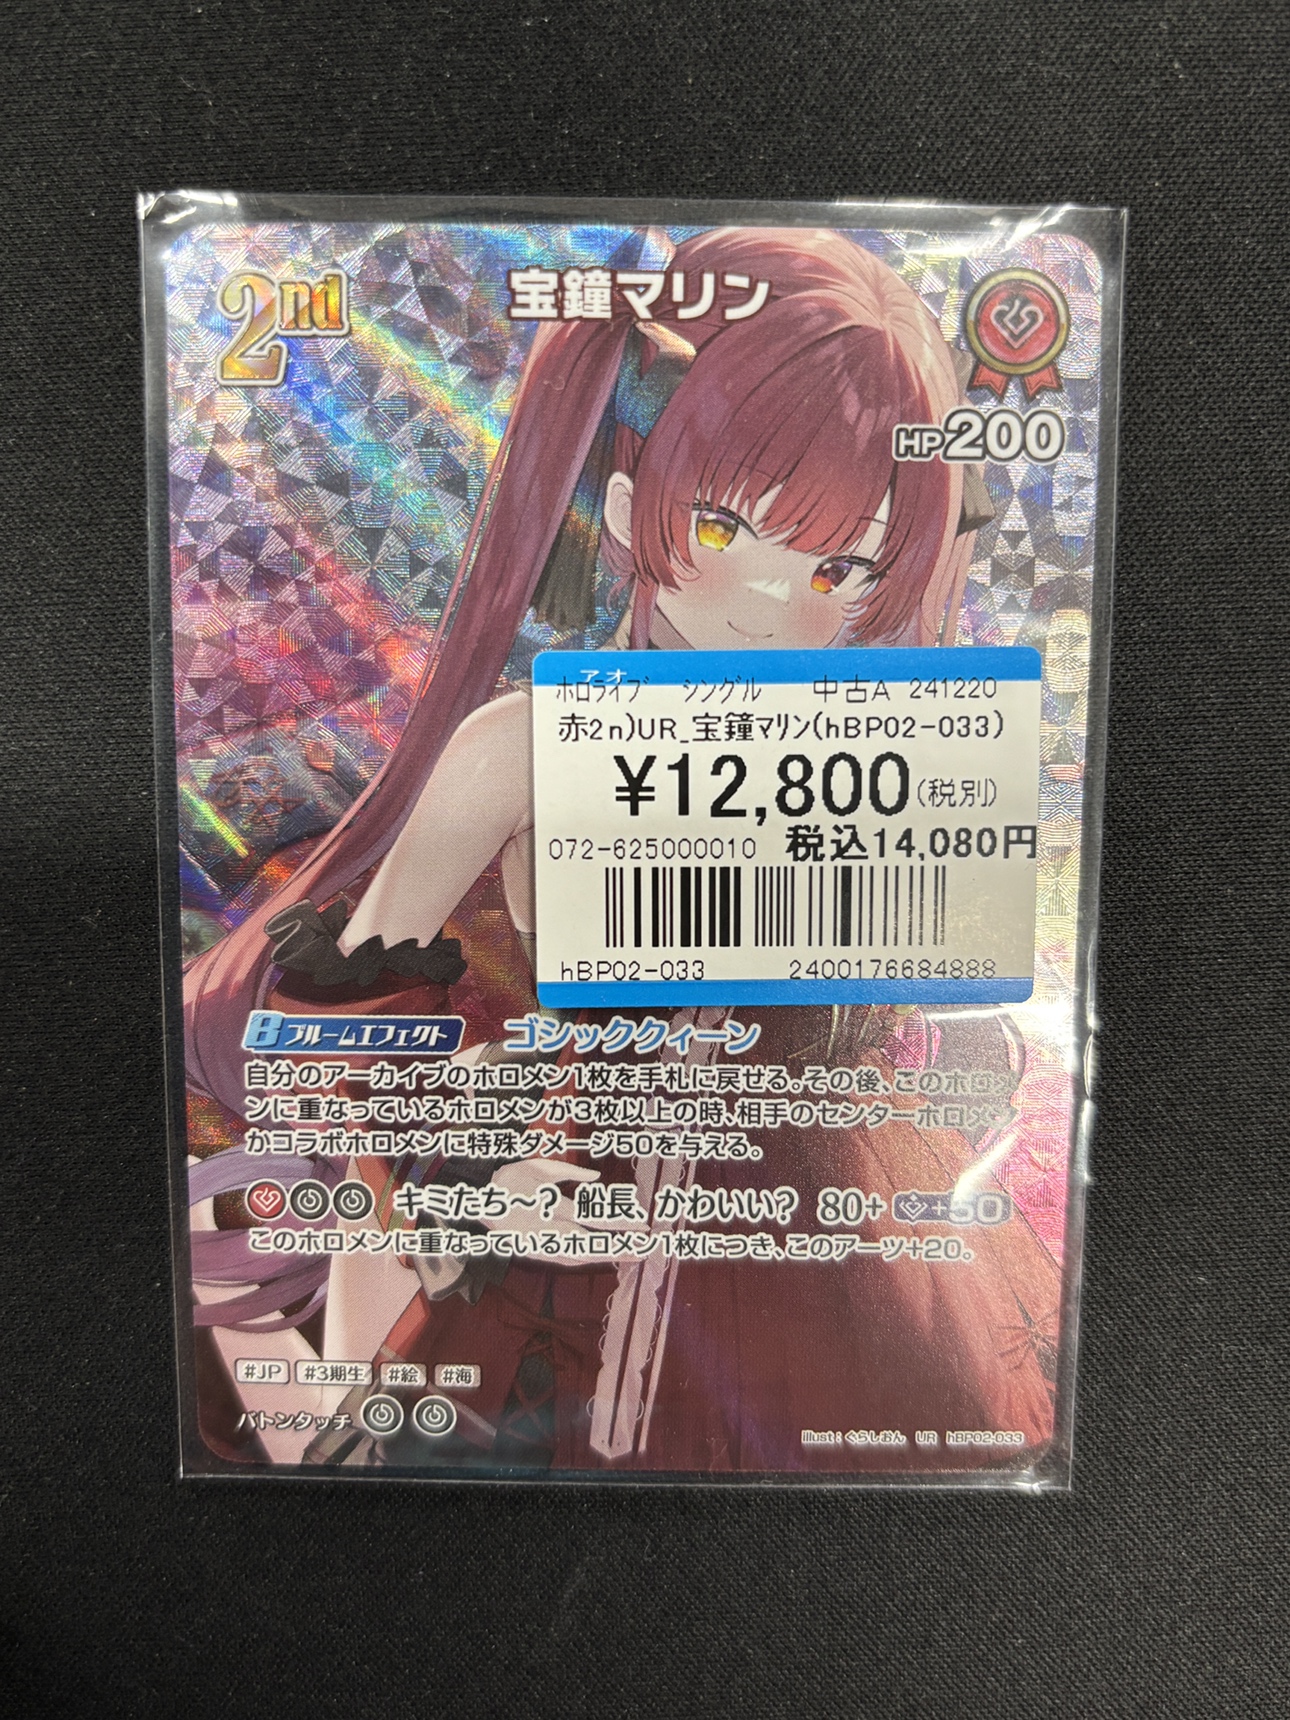 2nd
宝鐘マリン
HP200
アオ
ホロライブ シングル 中古A 241220
赤2n)UR_宝鐘マリン(hBP02-033)
¥12,800(税別)
072-625000010 税込14,080円
hBP02-033 2400176684888
Bブルームエフェクト ゴシッククィーン
自分のアーカイブのホロメン1枚を手札に戻せる。その後、このホロメ
ンに重なっているホロメンが3枚以上の時、相手のセンターホロメン
かコラボホロメンに特殊ダメージ50を与える。
キミたち〜? 船長、かわいい? 80+ +50
このホロメンに重なっているホロメン1枚につき、このアーツ+20。
#JP #3期生 #絵 #海
バトンタッチ
illust:ぐらしおん UR hBP02-033